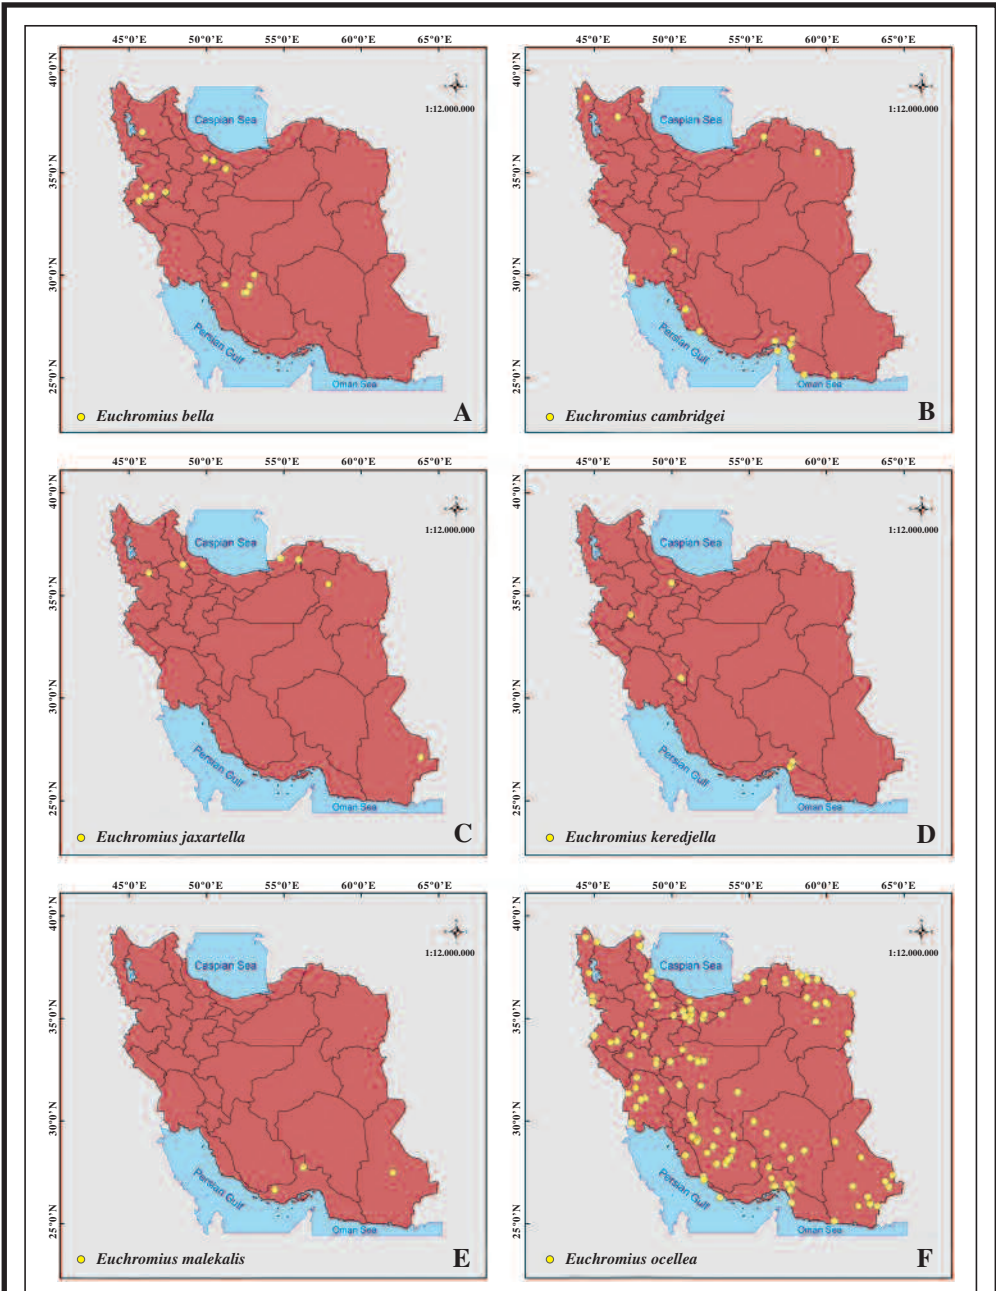 45°0'E 50°0'E 55°0'E 60°0'E 65°0'E
40°0'N
35°0'N
30°0'N
25°0'N
1:12.000.000
Caspian Sea
Persian Gulf
Oman Sea
Euchromius bella
A
45°0'E 50°0'E 55°0'E 60°0'E 65°0'E
40°0'N
35°0'N
30°0'N
25°0'N
1:12.000.000
Caspian Sea
Persian Gulf
Oman Sea
Euchromius cambridgei
B
45°0'E 50°0'E 55°0'E 60°0'E 65°0'E
40°0'N
35°0'N
30°0'N
25°0'N
1:12.000.000
Caspian Sea
Persian Gulf
Oman Sea
Euchromius jaxartella
C
45°0'E 50°0'E 55°0'E 60°0'E 65°0'E
40°0'N
35°0'N
30°0'N
25°0'N
1:12.000.000
Caspian Sea
Persian Gulf
Oman Sea
Euchromius keredjella
D
45°0'E 50°0'E 55°0'E 60°0'E 65°0'E
40°0'N
35°0'N
30°0'N
25°0'N
1:12.000.000
Caspian Sea
Persian Gulf
Oman Sea
Euchromius malekalis
E
45°0'E 50°0'E 55°0'E 60°0'E 65°0'E
40°0'N
35°0'N
30°0'N
25°0'N
1:12.000.000
Caspian Sea
Persian Gulf
Oman Sea
Euchromius ocellea
F